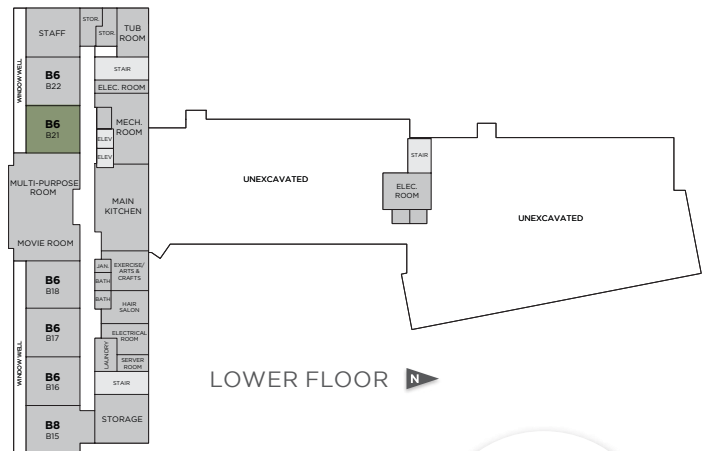 STOR.
STOR.
TUB
ROOM
STAFF
STAIR
WINDOW WELL
B6
B22
ELEC. ROOM
B6
B21
MECH.
ROOM
ELEV
ELEV
STAIR
MULTI-PURPOSE
ROOM
UNEXCAVATED
ELEC.
ROOM
MAIN
KITCHEN
UNEXCAVATED
MOVIE ROOM
JAN.
EXERCISE/
ARTS &
CRAFTS
B6
B18
BATH
BATH
HAIR
SALON
B6
B17
ELECTRICAL
ROOM
LAUNDRY
SERVER
ROOM
WINDOW WELL
B6
B16
STAIR
LOWER FLOOR N
STORAGE
B8
B15